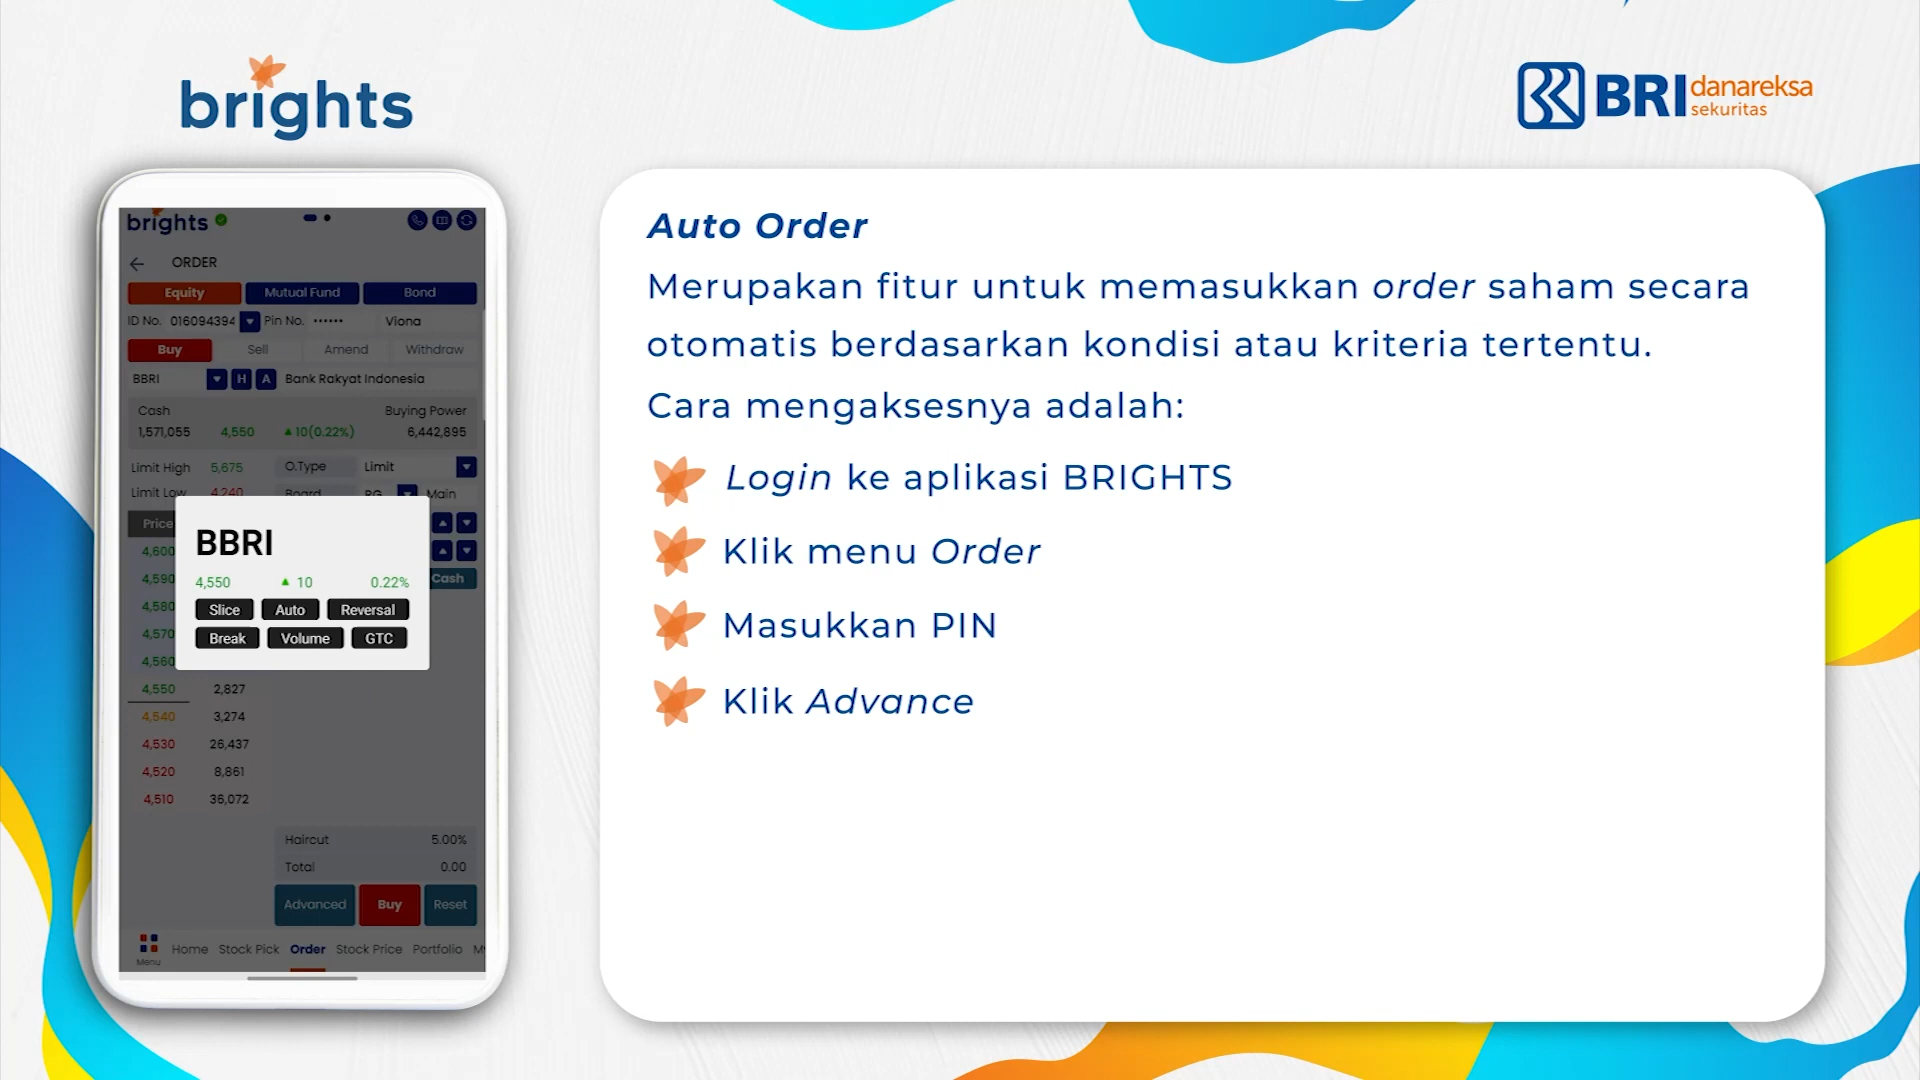 brights
BRI danareksa sekuritas
brights
ORDER
Equity Mutual Fund Bond
ID No. 016094394 Pin No. •••••• Viona
Buy Sell Amend Withdraw
BBRI H A Bank Rakyat Indonesia
Cash Buying Power
1,571,055 4,550 ▲10(0.22%) 6,442,895
Limit High 5,675 O.Type Limit
Limit Low 4,240 Board RG Main
Price
4,600
4,590 Cash
4,580
4,570
4,560
BBRI
4,550 ▲ 10 0.22%
Slice Auto Reversal
Break Volume GTC
4,550 2,827
4,540 3,274
4,530 26,437
4,520 8,861
4,510 36,072
Haircut 5.00%
Total 0.00
Advanced Buy Reset
Menu Home Stock Pick Order Stock Price Portfolio
Auto Order
Merupakan fitur untuk memasukkan order saham secara
otomatis berdasarkan kondisi atau kriteria tertentu.
Cara mengaksesnya adalah:
Login ke aplikasi BRIGHTS
Klik menu Order
Masukkan PIN
Klik Advance